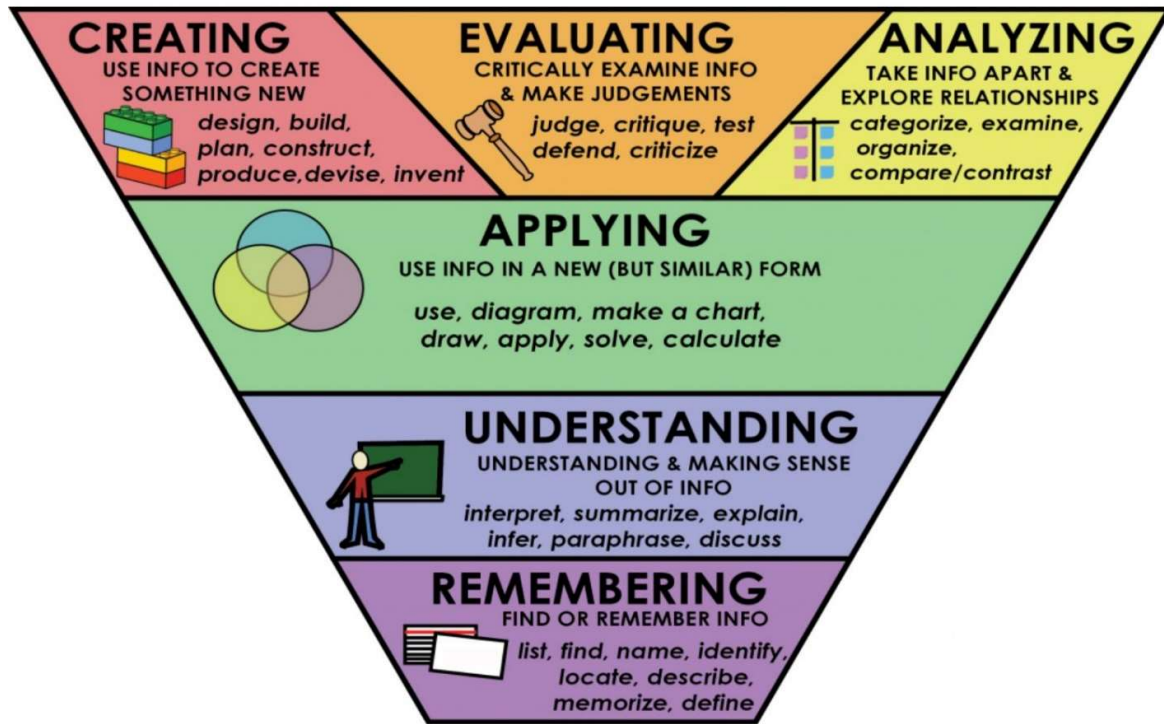 CREATING
USE INFO TO CREATE
SOMETHING NEW
design, build,
plan, construct,
produce,devise, invent
EVALUATING
CRITICALLY EXAMINE INFO
& MAKE JUDGEMENTS
judge, critique, test
defend, criticize
ANALYZING
TAKE INFO APART &
EXPLORE RELATIONSHIPS
categorize, examine,
organize,
compare/contrast
APPLYING
USE INFO IN A NEW (BUT SIMILAR) FORM
use, diagram, make a chart,
draw, apply, solve, calculate
UNDERSTANDING
UNDERSTANDING & MAKING SENSE
OUT OF INFO
interpret, summarize, explain,
infer, paraphrase, discuss
REMEMBERING
FIND OR REMEMBER INFO
list, find, name, identify,
locate, describe,
memorize, define